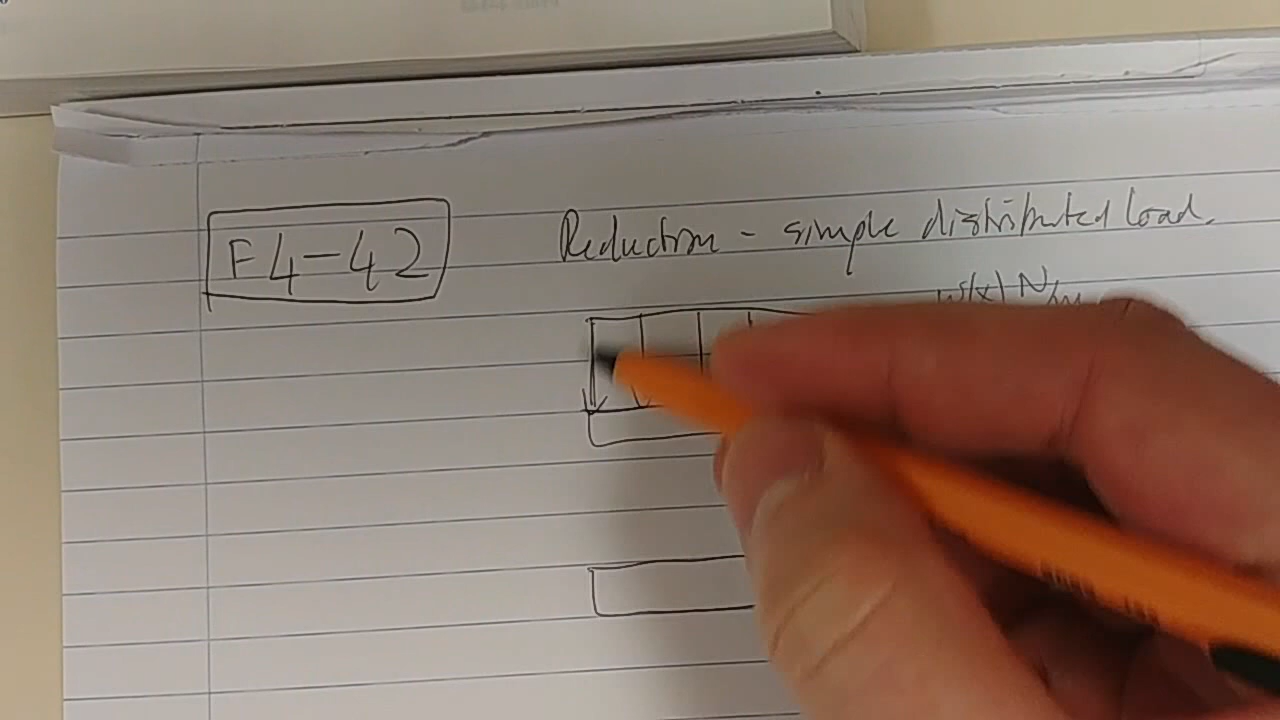 F4-42
Reduction - simple distributed load.
w(x) N/m